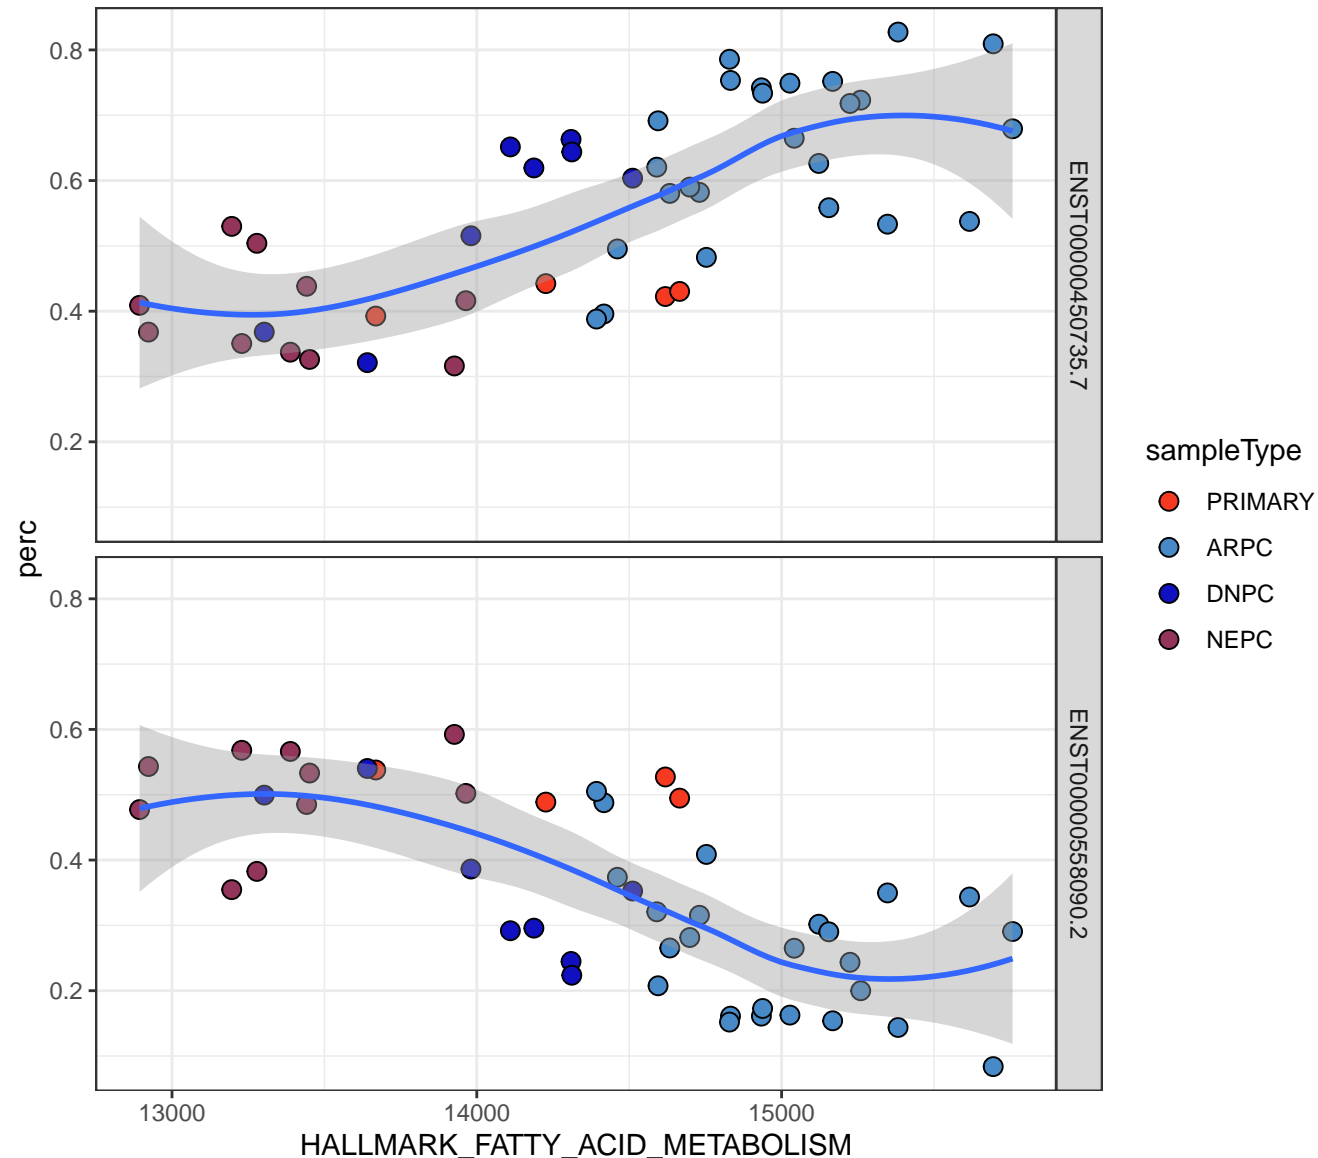 0.8
0.6
0.4
0.2
ENST00000450735.7
perc
0.8
0.6
0.4
0.2
ENST00000558090.2
13000
14000
15000
HALLMARK_FATTY_ACID_METABOLISM
sampleType
PRIMARY
ARPC
DNPC
NEPC